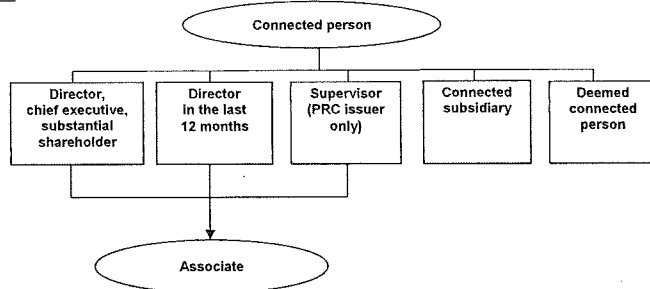 Connected person
Director,
chief executive,
substantial
shareholder
Director
in the last
12 months
Supervisor
(PRC issuer
only)
Connected
subsidiary
Deemed
connected
person
Associate